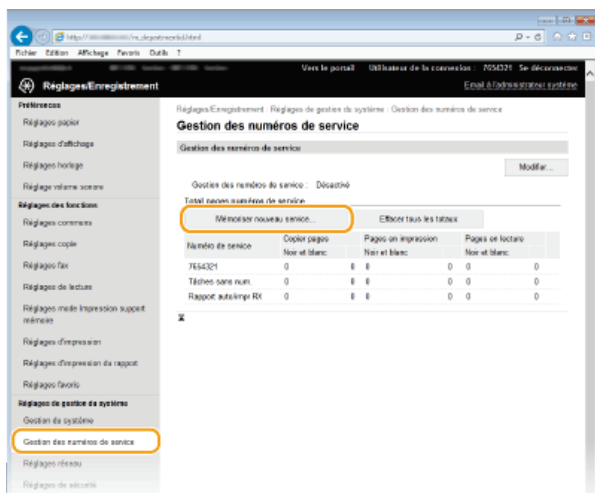 Fichier Edition Affichage Favoris Outils ?
Vers le portail Utilisateur de la connexion : 7654321 Se déconnecter
Réglages/Enregistrement
Email à l'administrateur système
Préférences
Réglages papier
Réglages d'affichage
Réglages horloge
Réglage volume sonore
Réglages des fonctions
Réglages communs
Réglages copie
Réglages fax
Réglages de lecture
Réglages mode Impression support
mémoire
Réglages d'impression
Réglages d'impression du rapport
Réglages favoris
Réglages de gestion du système
Gestion du système
Gestion des numéros de service
Réglages réseau
Réglages de sécurité
Réglages/Enregistrement : Réglages de gestion du système : Gestion des numéros de service
Gestion des numéros de service
Gestion des numéros de service
Modifier...
Gestion des numéros de service : Désactivé
Total pages numéros de service
Mémoriser nouveau service... Effacer tous les totaux
Numéro de service Copier pages Pages en impression Pages en lecture
Noir et blanc Noir et blanc Noir et blanc
7654321 0 0 0 0 0 0
Tâches sans num. 0 0 0 0 0 0
Rapport auto/impr RX 0 0 0 0 0 0